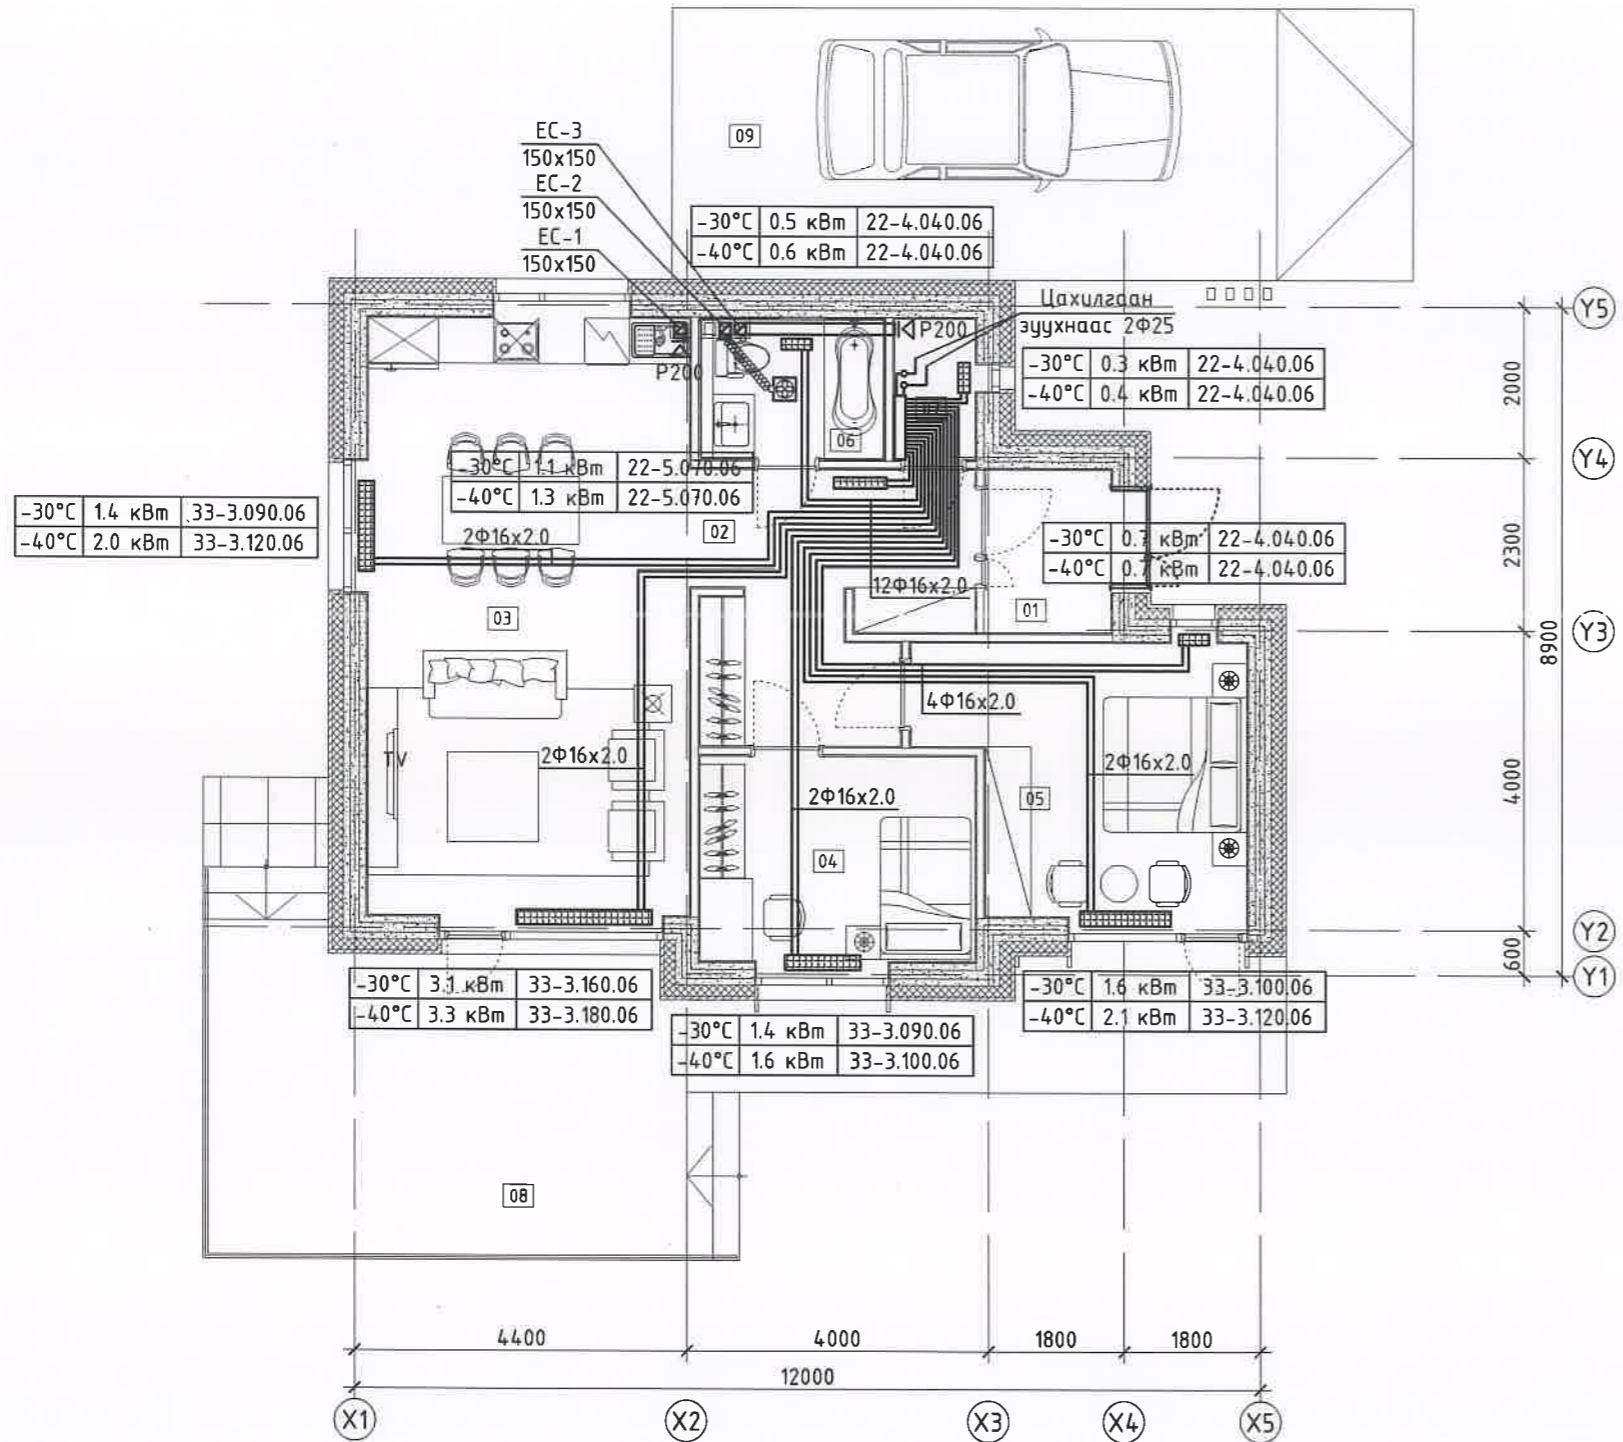 09
ЕС-3
150x150
ЕС-2
150x150
ЕС-1
150x150
-30°C 0.5 кВт 22-4.040.06
-40°C 0.6 кВт 22-4.040.06
Цахилгаан
зуухнаас 2Ф25
P200
P200
-30°C 0.3 кВт 22-4.040.06
-40°C 0.4 кВт 22-4.040.06
Y5
2000
06
Y4
-30°C 1.1 кВт 22-5.070.06
-40°C 1.3 кВт 22-5.070.06
-30°C 1.4 кВт 33-3.090.06
-40°C 2.0 кВт 33-3.120.06
02
2Ф16x2.0
-30°C 0.7 кВт 22-4.040.06
-40°C 0.7 кВт 22-4.040.06
2300
12Ф16x2.0
01
03
Y3
8900
4Ф16x2.0
TV
2Ф16x2.0
2Ф16x2.0
2Ф16x2.0
05
4000
04
Y2
600
Y1
-30°C 3.1 кВт 33-3.160.06
-40°C 3.3 кВт 33-3.180.06
-30°C 1.6 кВт 33-3.100.06
-40°C 2.1 кВт 33-3.120.06
-30°C 1.4 кВт 33-3.090.06
-40°C 1.6 кВт 33-3.100.06
08
4400 4000 1800 1800
12000
X1 X2 X3 X4 X5